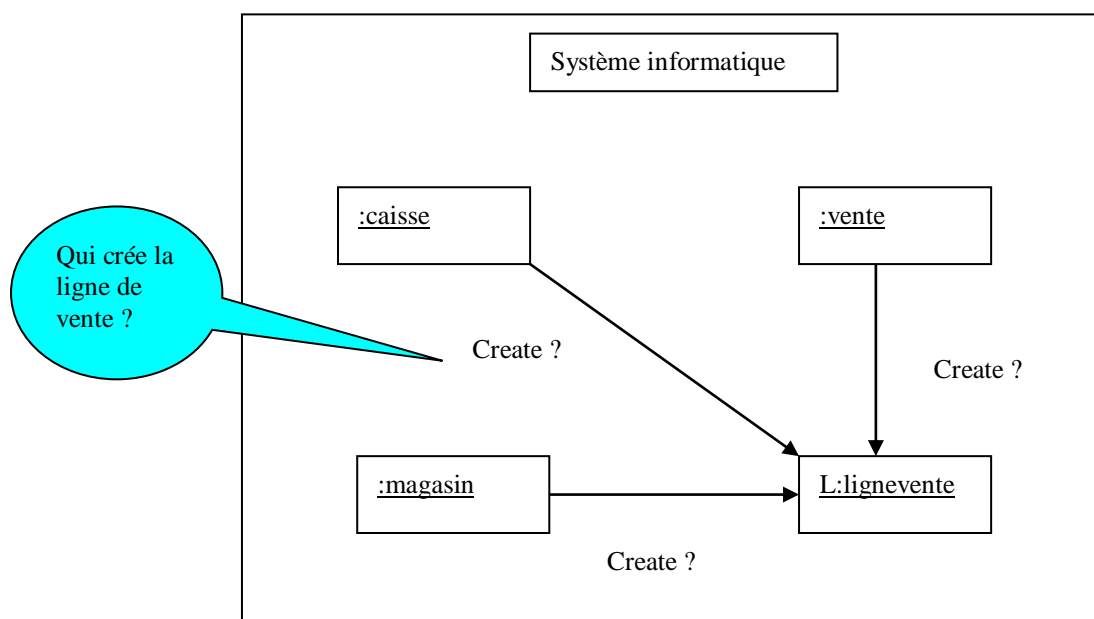 Système informatique
:caisse
:vente
Qui crée la
ligne de
vente ?
Create ?
Create ?
:magasin
L:lignevente
Create ?